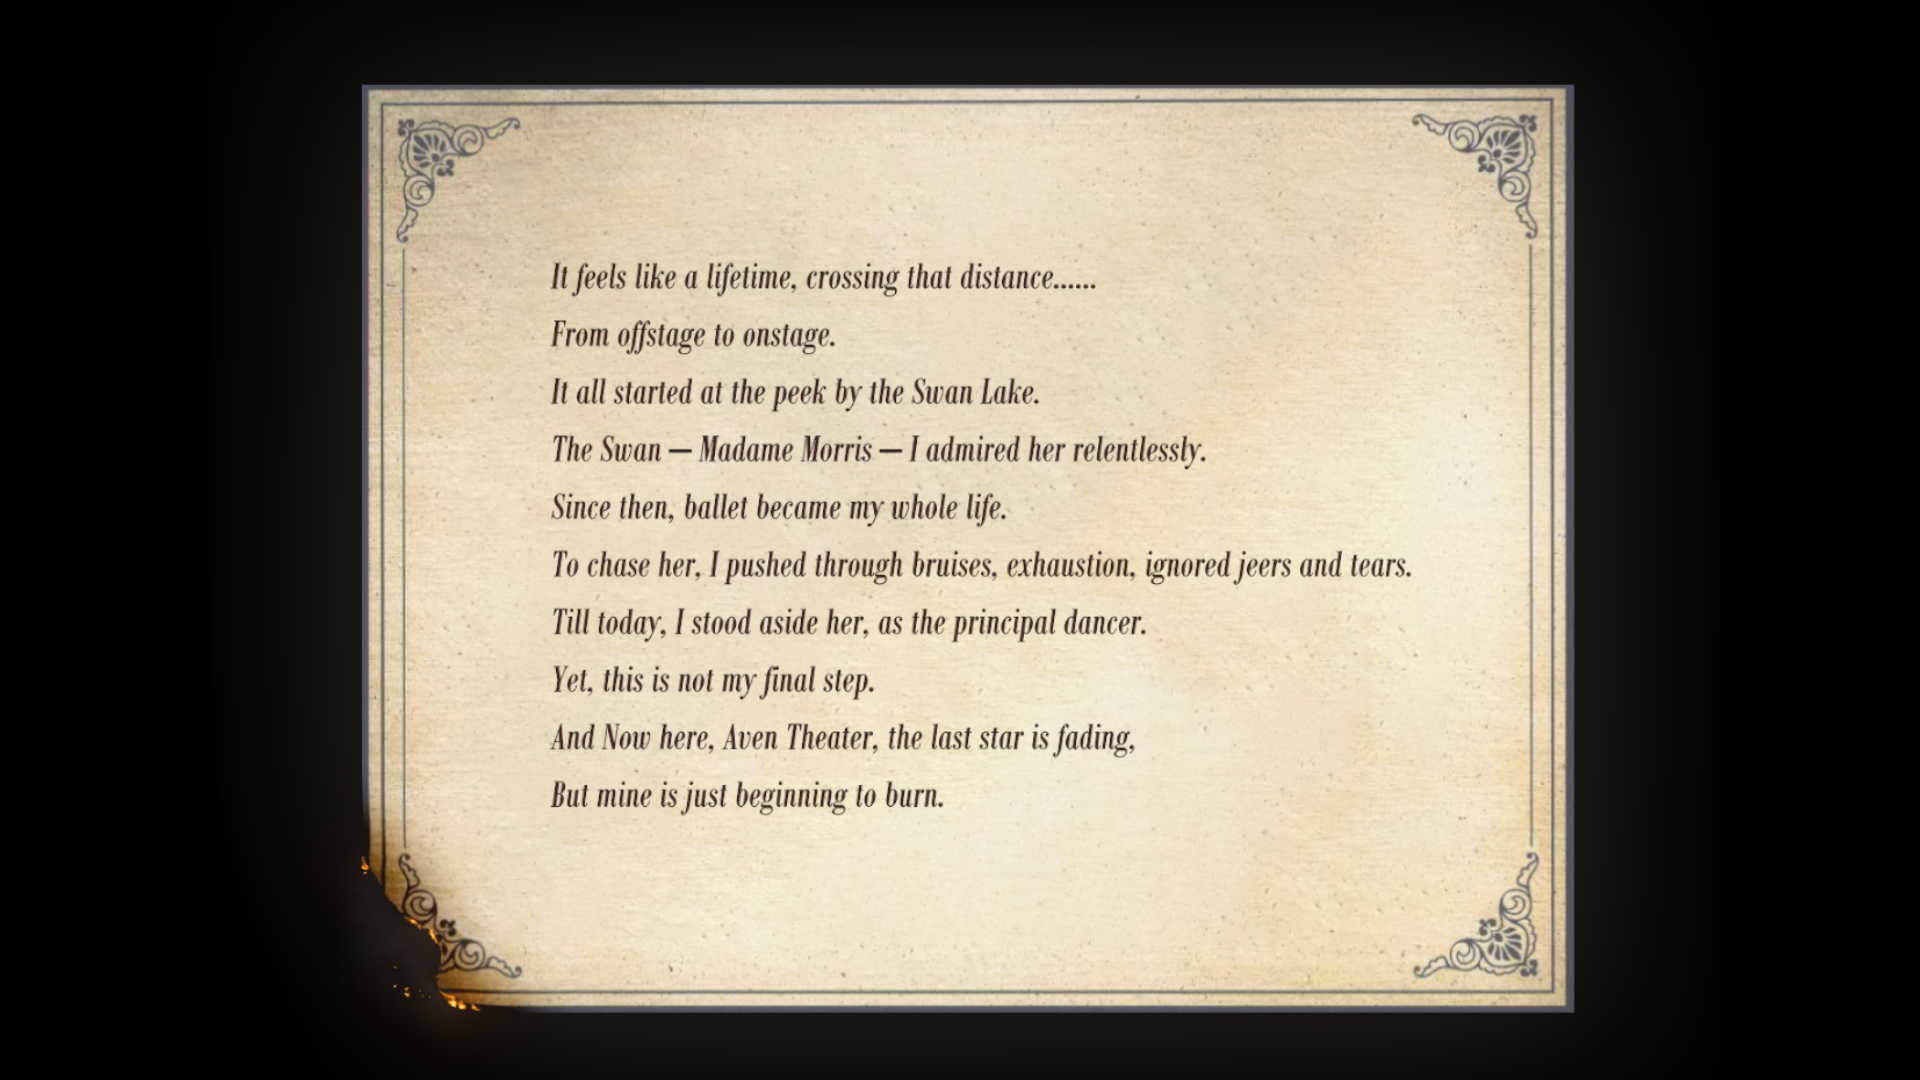 It feels like a lifetime, crossing that distance......
From offstage to onstage.
It all started at the peek by the Swan Lake.
The Swan — Madame Morris — I admired her relentlessly.
Since then, ballet became my whole life.
To chase her, I pushed through bruises, exhaustion, ignored jeers and tears.
Till today, I stood aside her, as the principal dancer.
Yet, this is not my final step.
And Now here, Aven Theater, the last star is fading,
But mine is just beginning to burn.